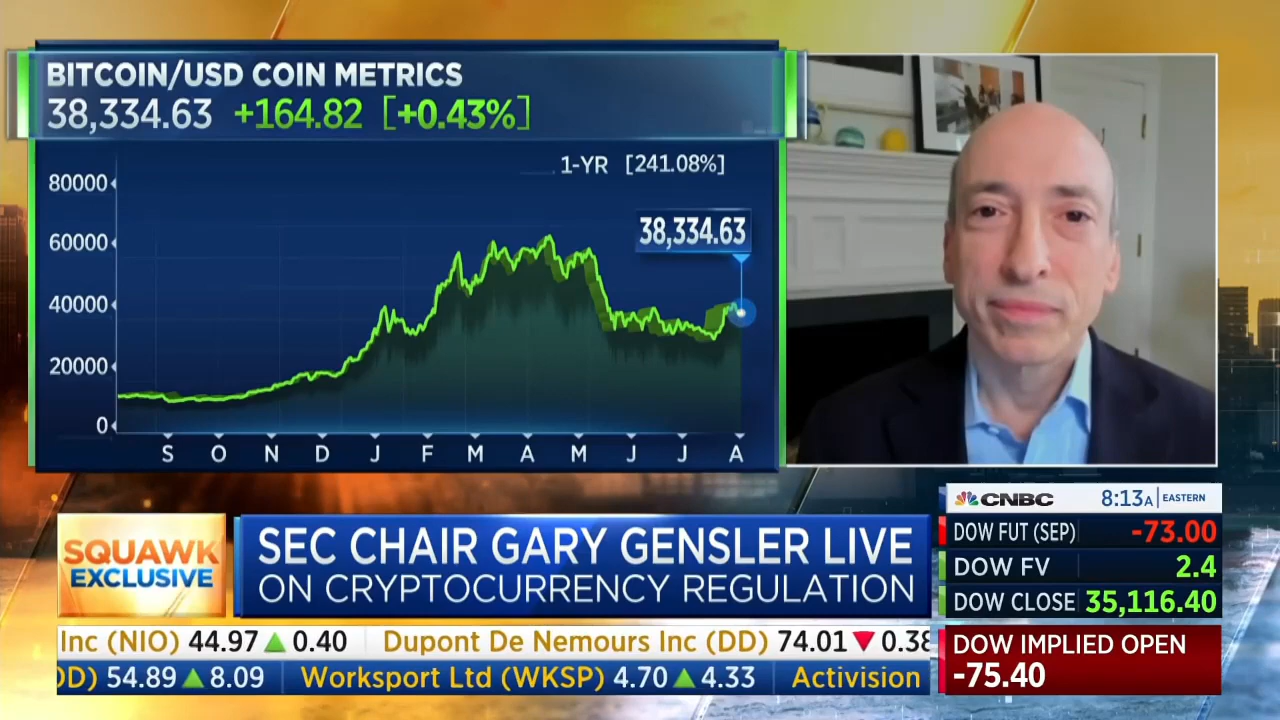 BITCOIN/USD COIN METRICS
38,334.63 +164.82 [+0.43%]
1-YR [241.08%]
38,334.63
80000
60000
40000
20000
0
S O N D J F M A M J J A
SQUAWK
EXCLUSIVE
SEC CHAIR GARY GENSLER LIVE
ON CRYPTOCURRENCY REGULATION
CNBC 8:13A EASTERN
DOW FUT (SEP) -73.00
DOW FV 2.4
DOW CLOSE 35,116.40
DOW IMPLIED OPEN
-75.40
Inc (NIO) 44.97 ▲ 0.40 Dupont De Nemours Inc (DD) 74.01 ▼ 0.38
DD) 54.89 ▲ 8.09 Worksport Ltd (WKSP) 4.70 ▲ 4.33 Activision